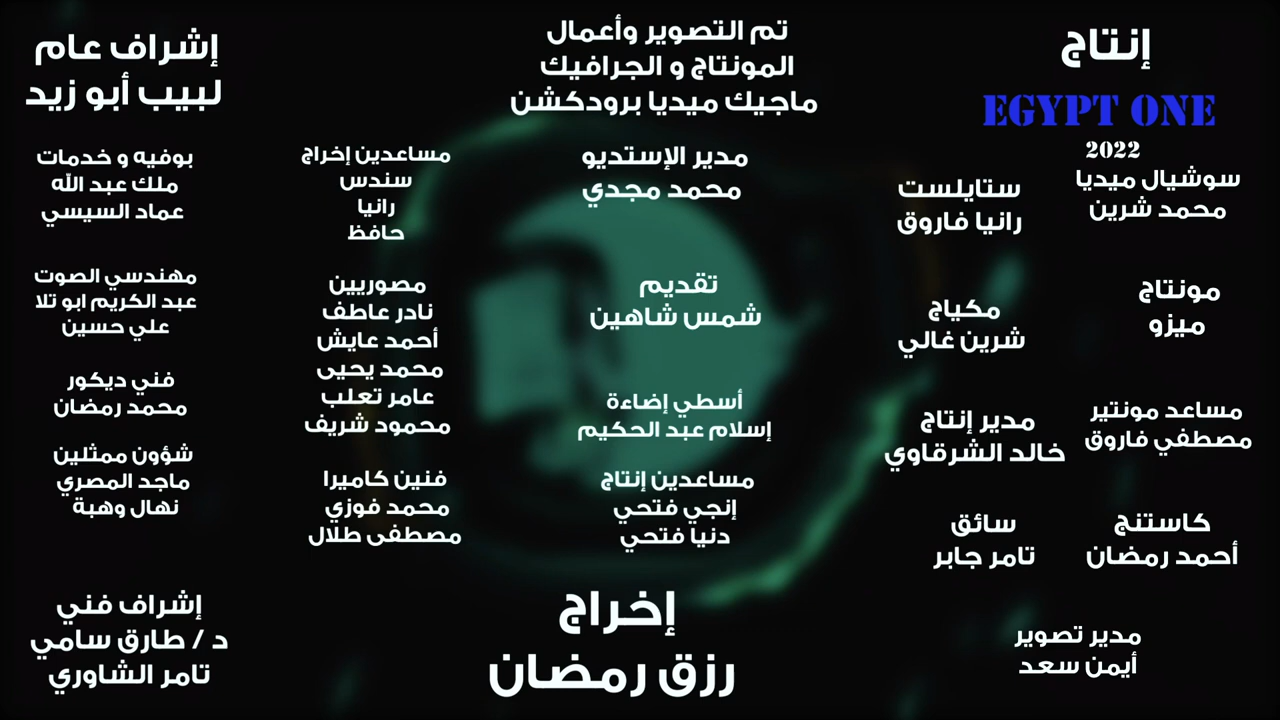 إنتاج
EGYPT ONE
2022
سوشيال ميديا
محمد شرين
مونتاج
ميزو
مساعد مونتير
مصطفي فاروق
كاستنج
أحمد رمضان
ستايلست
رانيا فاروق
مكياج
شرين غالي
مدير إنتاج
خالد الشرقاوي
سائق
تامر جابر
مدير تصوير
أيمن سعد
تم التصوير وأعمال
المونتاج و الجرافيك
ماجيك ميديا برودكشن
مدير الإستديو
محمد مجدي
تقديم
شمس شاهين
أسطي إضاءة
إسلام عبد الحكيم
مساعدين إنتاج
إنجي فتحي
دنيا فتحي
إخراج
رزق رمضان
مساعدين إخراج
سندس
رانيا
حافظ
مصوريين
نادر عاطف
أحمد عايش
محمد يحيى
عامر تعلب
محمود شريف
فنين كاميرا
محمد فوزي
مصطفى طلال
إشراف عام
لبيب أبو زيد
بوفيه و خدمات
ملك عبد الله
عماد السيسي
مهندسي الصوت
عبد الكريم ابو تلا
علي حسين
فني ديكور
محمد رمضان
شؤون ممثلين
ماجد المصري
نهال وهبة
إشراف فني
د / طارق سامي
تامر الشاوري